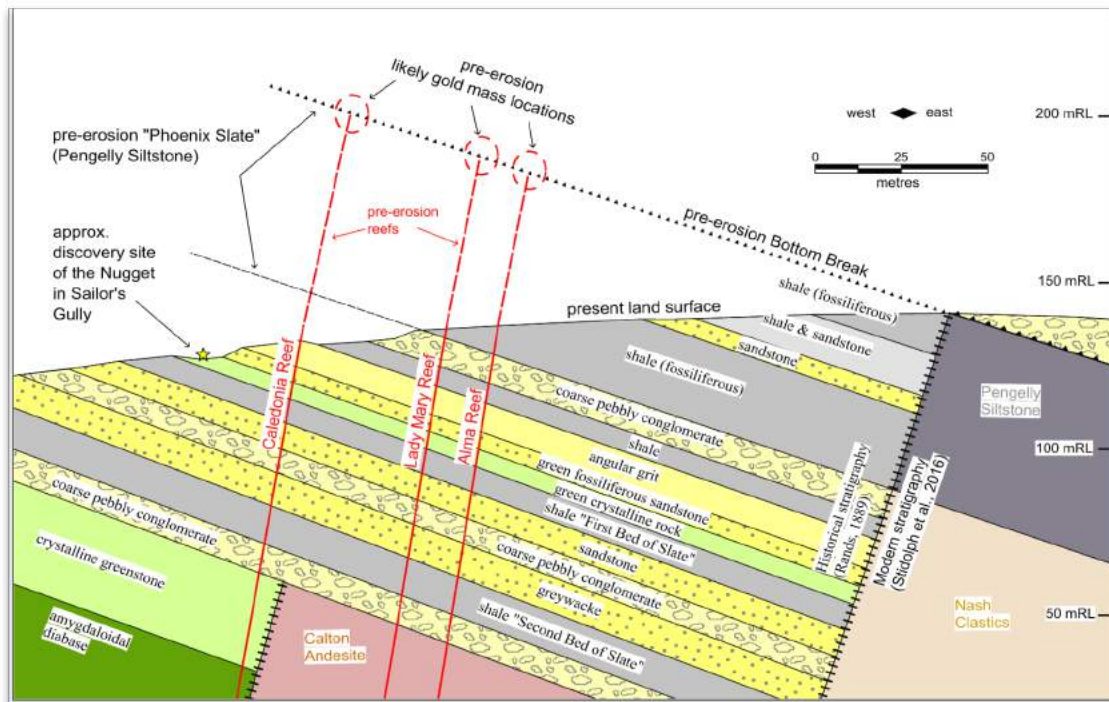 pre-erosion
likely gold mass locations
200 mRL
west east
pre-erosion "Phoenix Slate"
(Pengelly Siltstone)
0 25 50
metres
pre-erosion
reefs
pre-erosion Bottom Break
approx.
discovery site
of the Nugget
in Sailor's
Gully
150 mRL
present land surface
shale (fossiliferous)
shale & sandstone
sandstone
shale (fossiliferous)
Caledonia Reef
Lady Mary Reef
Alma Reef
Pengelly
Siltstone
coarse pebbly conglomerate
shale
angular grit
green fossiliferous sandstone
green crystalline rock
shale "First Bed of Slate"
sandstone
coarse pebbly conglomerate
greywacke
shale "Second Bed of Slate"
100 mRL
Historical stratigraphy
(Rands, 1889)
Modern stratigraphy
(Stidolph et al., 2016)
coarse pebbly conglomerate
crystalline greenstone
amygdaloidal
diabase
Calton
Andesite
Nash
Clastics
50 mRL